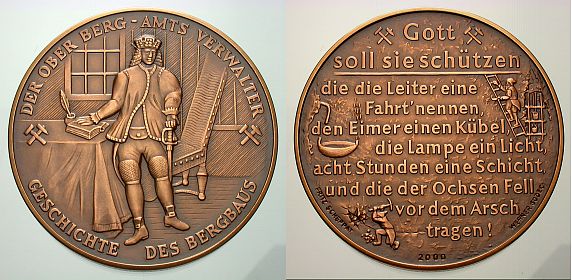 DER OBER BERG-AMTS VERWALTER
GESCHICHTE DES BERGBAUS
Gott
soll sie schützen
die die Leiter eine
Fahrt' nennen,
den Eimer einen Kübel,
die Lampe ein Licht,
acht Stunden eine Schicht,
und die der Ochsen Fell
vor dem Arsch
tragen!
2000